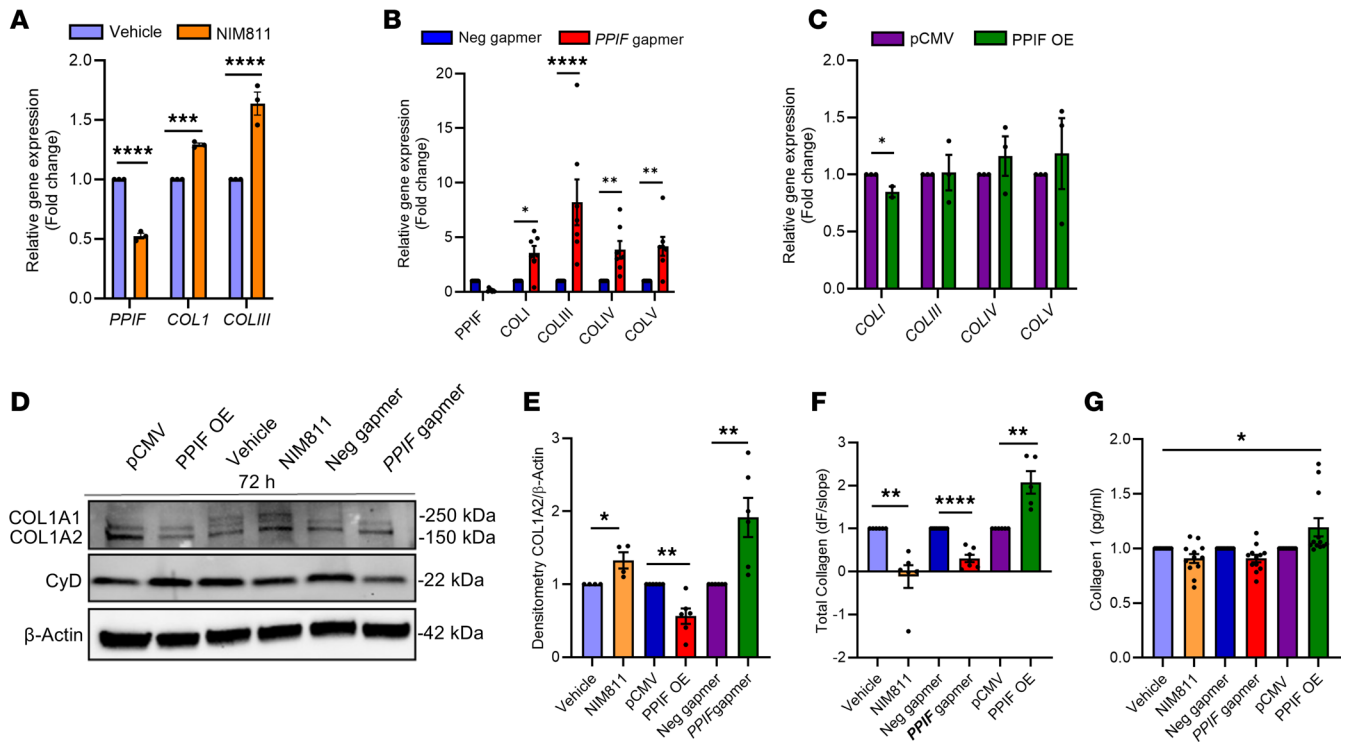 A
Vehicle NIM811
Relative gene expression
(Fold change)
2.0
1.5
1.0
0.5
0.0
****
***
****
PPIF COL1 COLIII
B
Neg gapmer PPIF gapmer
Relative gene expression
(Fold change)
20
15
10
5
0
*
****
**
**
PPIF COLI COLIII COLIV COLV
C
pCMV PPIF OE
Relative gene expression
(Fold change)
2.0
1.5
1.0
0.5
0.0
*
COLI COLIII COLIV COLV
D
pCMV PPIF OE Vehicle NIM811 Neg gapmer PPIF gapmer
72 h
COL1A1 -250 kDa
COL1A2 -150 kDa
CyD -22 kDa
β-Actin -42 kDa
E
Densitometry COL1A2/β-Actin
3
2
1
0
*
**
**
Vehicle NIM811 pCMV PPIF OE Neg gapmer PPIFgapmer
F
Total Collagen (dF/slope)
3
2
1
0
-1
-2
**
****
**
Vehicle NIM811 Neg gapmer PPIF gapmer pCMV PPIF OE
G
Collagen 1 (pg/ml)
2.0
1.5
1.0
0.5
0.0
*
Vehicle NIM811 Neg gapmer PPIF gapmer pCMV PPIF OE